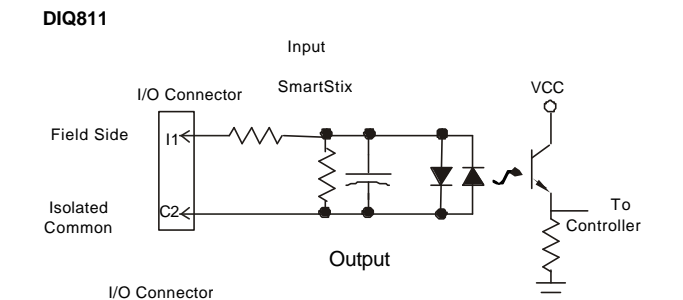 DIQ811
Input
SmartStix
I/O Connector
VCC
Field Side
I1
Isolated
Common
C2
To
Controller
Output
I/O Connector